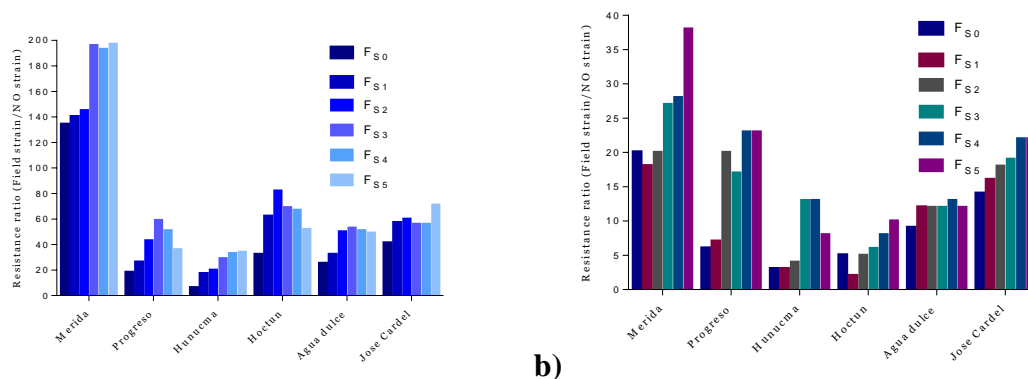 Resistance ratio (Field strain/NO strain)
200
180
160
140
120
100
80
60
40
20
0
FS0
FS1
FS2
FS3
FS4
FS5
Merida
Progreso
Hunucma
Hoctun
Agua dulce
Jose Cardel
b)
Resistance ratio (Field strain/NO strain)
40
35
30
25
20
15
10
5
0
FS0
FS1
FS2
FS3
FS4
FS5
Merida
Progreso
Hunucma
Hoctun
Agua dulce
Jose Cardel